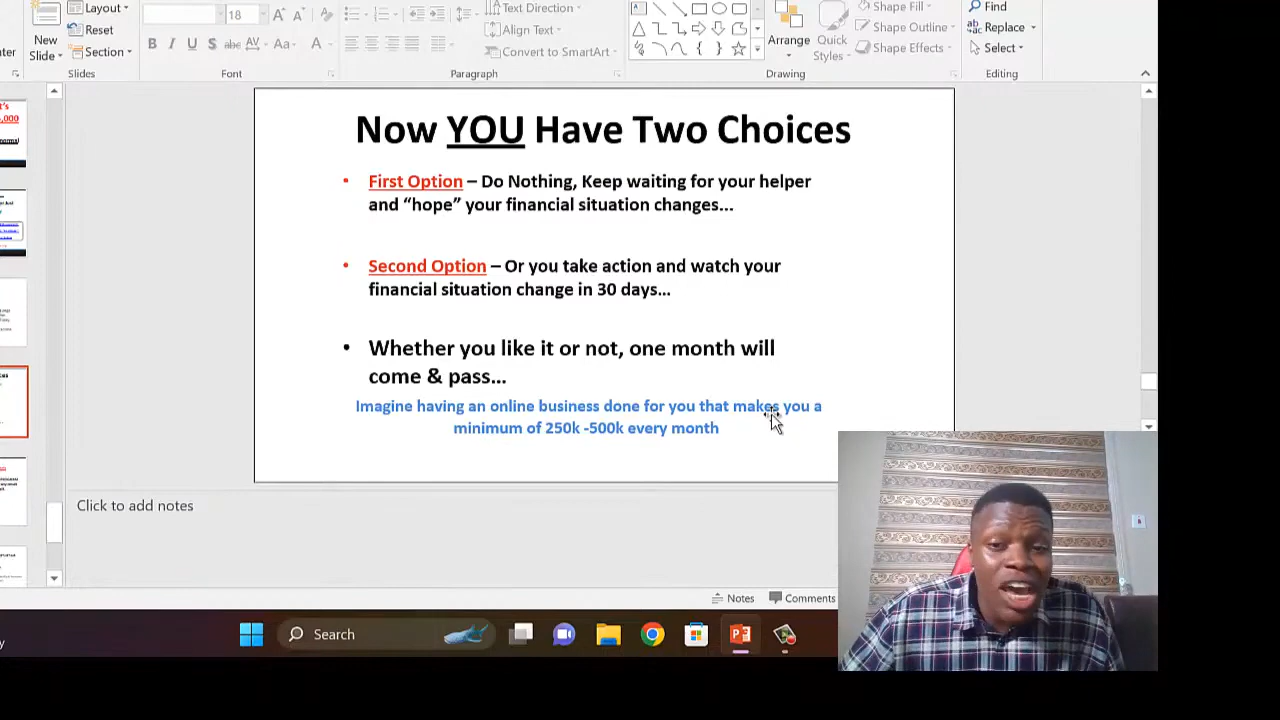 Layout
18
Text Direction
Shape Fill
Find
New
Reset
Align Text
Shape Outline
Replace
Slide
Section
B I U S abc AV Aa A
Convert to SmartArt
Arrange
Quick
Styles
Shape Effects
Select
Slides
Font
Paragraph
Drawing
Editing
Now YOU Have Two Choices
• First Option – Do Nothing, Keep waiting for your helper
and “hope” your financial situation changes...
• Second Option – Or you take action and watch your
financial situation change in 30 days...
• Whether you like it or not, one month will
come & pass...
Imagine having an online business done for you that makes you a
minimum of 250k -500k every month
Click to add notes
Notes
Comments
Search